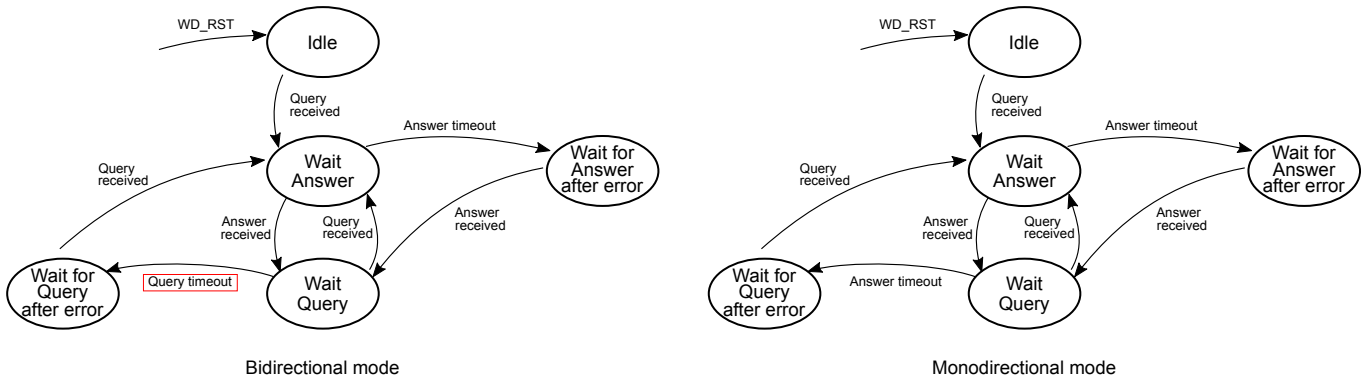 WD_RST
Idle
Query
received
Answer timeout
Wait
Answer
Wait for
Answer
after error
Query
received
Answer
received
Query
received
Answer
received
Wait for
Query
after error
Query timeout
Wait
Query
Bidirectional mode
WD_RST
Idle
Query
received
Answer timeout
Wait
Answer
Wait for
Answer
after error
Query
received
Answer
received
Query
received
Answer
received
Wait for
Query
after error
Answer timeout
Wait
Query
Monodirectional mode